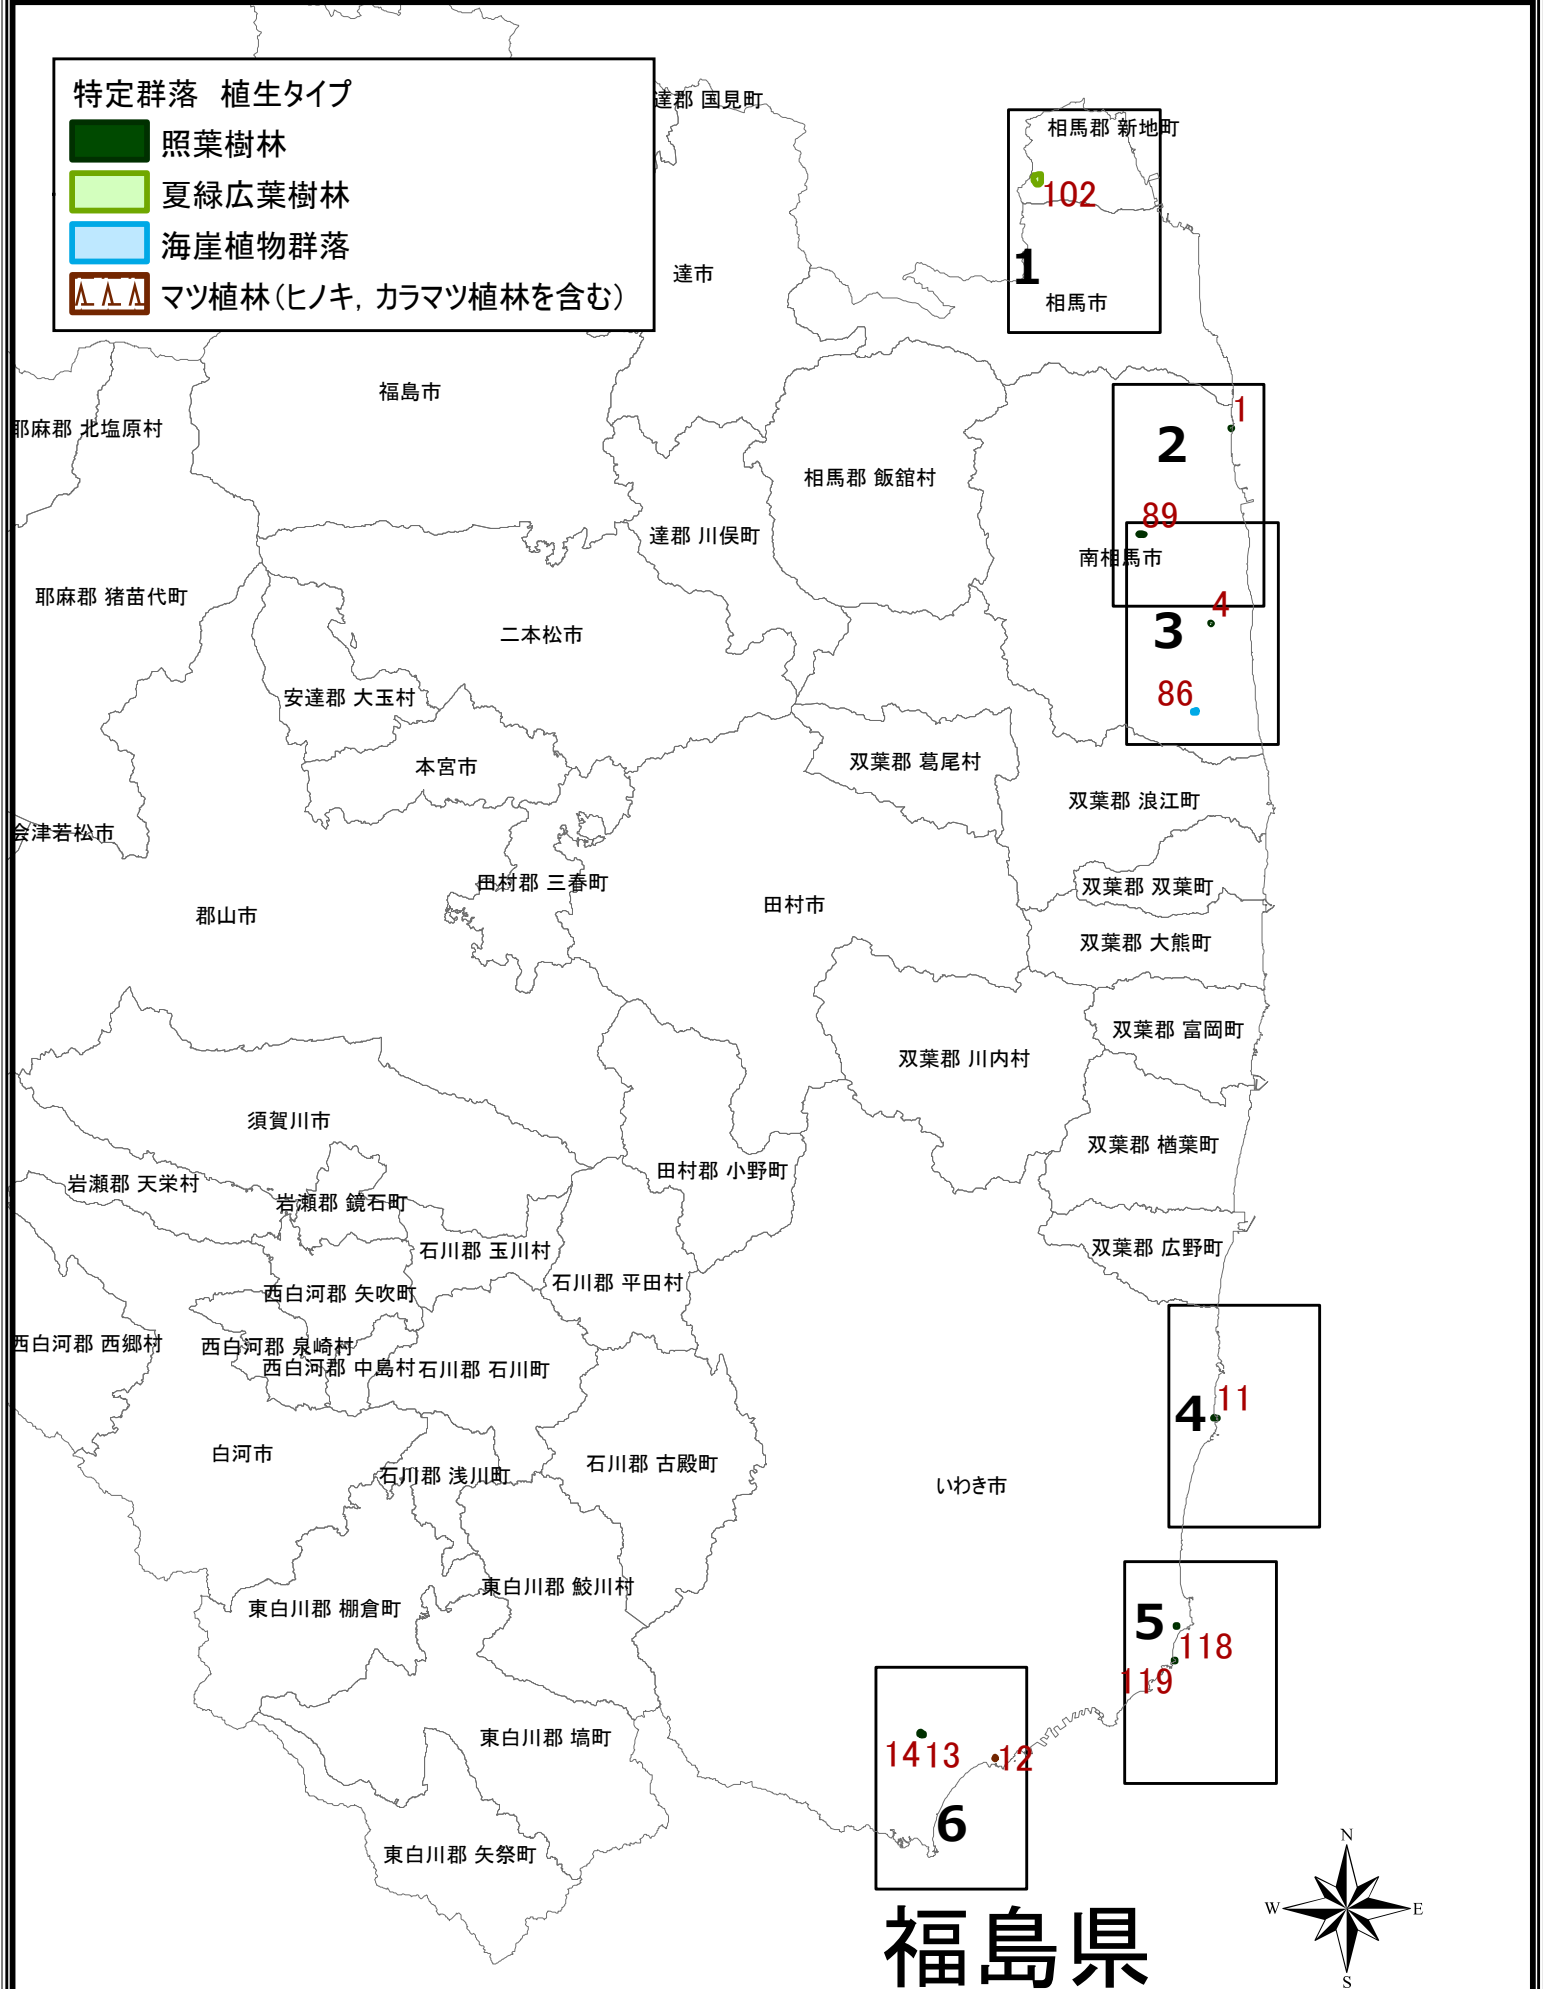 特定群落 植生タイプ
照葉樹林
夏緑広葉樹林
海崖植物群落
マツ植林（ヒノキ，カラマツ植林を含む）
達郡 国見町
相馬郡 新地町
102
1
達市
相馬市
福島市
1
耶麻郡 北塩原村
2
相馬郡 飯舘村
89
達郡 川俣町
南相馬市
耶麻郡 猪苗代町
4
二本松市
3
安達郡 大玉村
86
本宮市
双葉郡 葛尾村
双葉郡 浪江町
会津若松市
田村郡 三春町
双葉郡 双葉町
郡山市
田村市
双葉郡 大熊町
双葉郡 富岡町
双葉郡 川内村
須賀川市
双葉郡 楢葉町
田村郡 小野町
岩瀬郡 天栄村
岩瀬郡 鏡石町
石川郡 玉川村
双葉郡 広野町
石川郡 平田村
西白河郡 矢吹町
西白河郡 西郷村
西白河郡 泉崎村
西白河郡 中島村
石川郡 石川町
11
4
白河市
石川郡 浅川町
石川郡 古殿町
いわき市
東白川郡 鮫川村
東白川郡 棚倉町
5
118
119
東白川郡 塙町
14
13
12
6
東白川郡 矢祭町
N
W
E
S
福島県